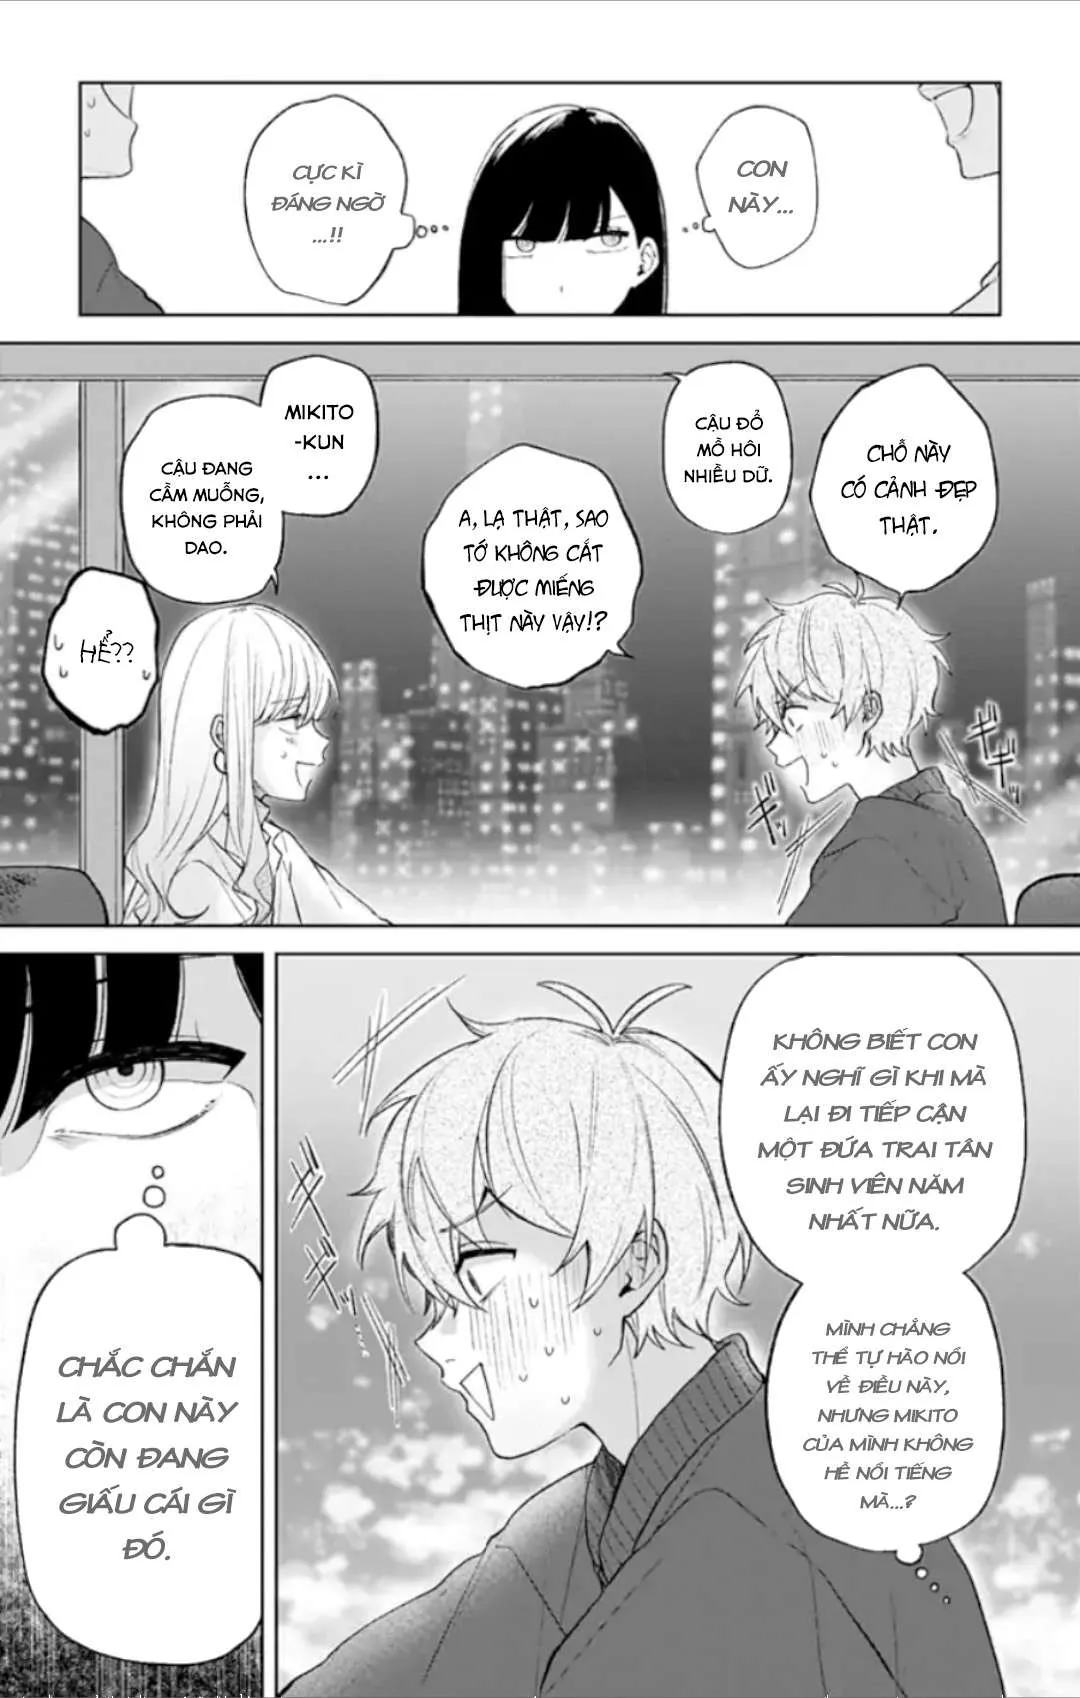 CON
NÀY...
CỰC KÌ
ĐÁNG NGỜ
...!!
CHỖ NÀY
CÓ CẢNH ĐẸP
THẬT.
CẬU ĐỔ
MỒ HÔI
NHIỀU DỮ.
A, LẠ THẬT, SAO
TỚ KHÔNG CẮT
ĐƯỢC MIẾNG
THỊT NÀY VẬY!?
MIKITO
-KUN
...
CẬU ĐANG
CẦM MUỖNG,
KHÔNG PHẢI
DAO.
HỂ??
KHÔNG BIẾT CON
ẤY NGHĨ GÌ KHI MÀ
LẠI ĐI TIẾP CẬN
MỘT ĐỨA TRAI TÂN
SINH VIÊN NĂM
NHẤT NỮA.
MÌNH CHẲNG
THỂ TỰ HÀO NỔI
VỀ ĐIỀU NÀY,
NHƯNG MIKITO
CỦA MÌNH KHÔNG
HỀ NỔI TIẾNG
MÀ...?
CHẮC CHẮN
LÀ CON NÀY
CÒN ĐANG
GIẤU CÁI GÌ
ĐÓ.